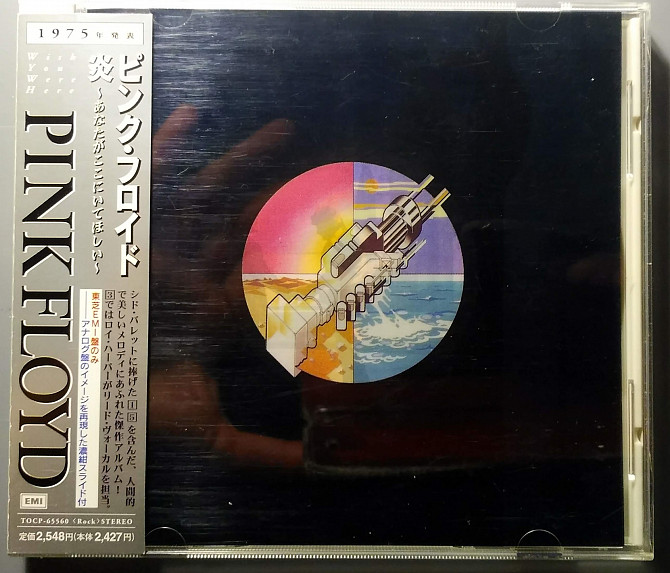 1975年発表
Wish
You
Were
Here
ピンク・フロイド
炎
〜あなたがここにいてほしい〜
PINK FLOYD
シド・バレットに捧げた1 5を含んだ、人間的
で美しいメロディにあふれた傑作アルバム！
3ではロイ・ハーパーがリード・ヴォーカルを担当。
東芝EMI盤のみ
——アナログ盤のイメージを再現した濃紺スライド付
EMI
TOCP-65560〈Rock〉STEREO
定価2,548円(本体2,427円)